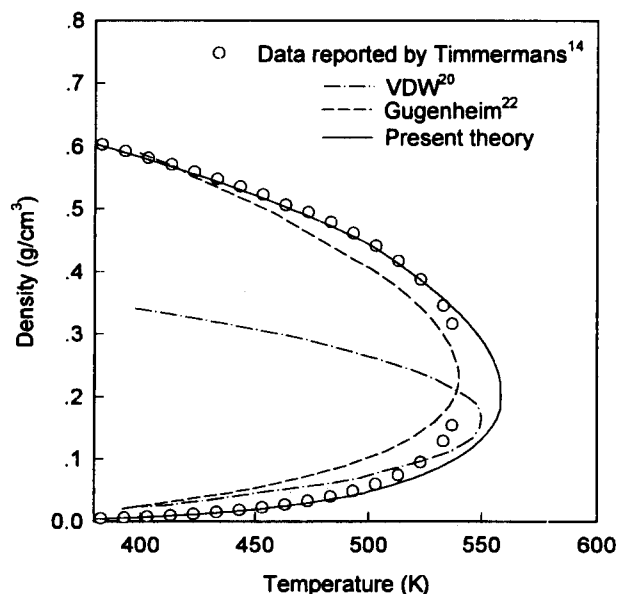 .8
.7
.6
.5
.4
.3
.2
.1
0.0
Density (g/cm³)
Data reported by Timmermans¹⁴
VDW²⁰
Gugenheim²²
Present theory
400
450
500
550
600
Temperature (K)